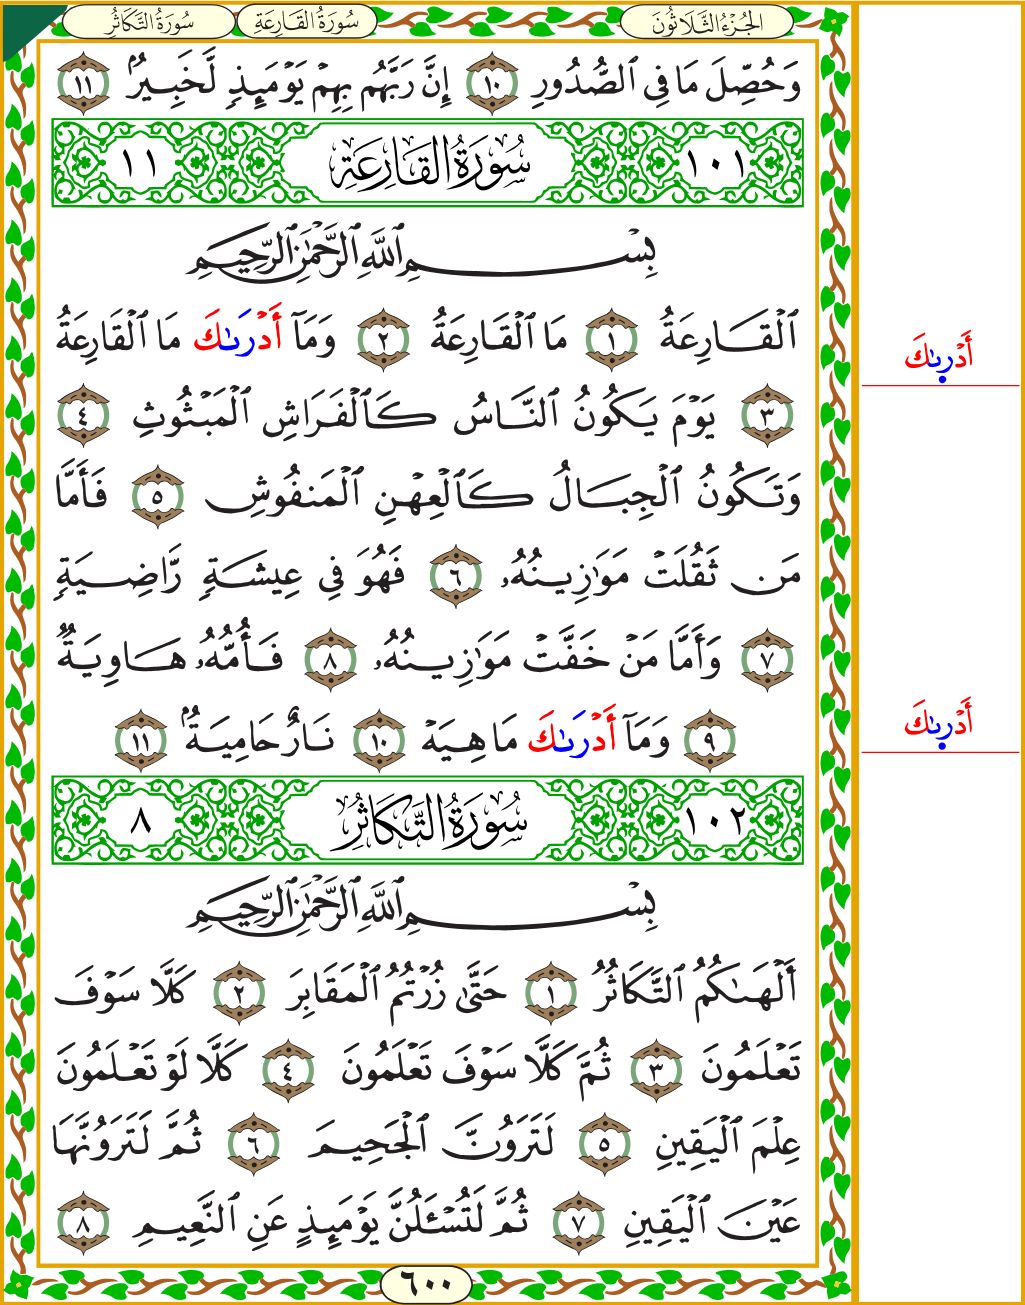 الجُزْءُ الثَّلَاثُونَ سُورَةُ القَارِعَةِ سُورَةُ التَّكَاثُرِ
وَحُصِّلَ مَا فِي ٱلصُّدُورِ ١٠ إِنَّ رَبَّهُم بِهِمۡ يَوۡمَئِذٖ لَّخَبِيرُۢ ١١
١٠١ سُورَةُ القَارِعَةِ ١١
بِسۡمِ ٱللَّهِ ٱلرَّحۡمَٰنِ ٱلرَّحِيمِ
ٱلۡقَارِعَةُ ١ مَا ٱلۡقَارِعَةُ ٢ وَمَآ أَدۡرَىٰكَ مَا ٱلۡقَارِعَةُ
أَدۡرىٰكَ
٣ يَوۡمَ يَكُونُ ٱلنَّاسُ كَٱلۡفَرَاشِ ٱلۡمَبۡثُوثِ ٤
وَتَكُونُ ٱلۡجِبَالُ كَٱلۡعِهۡنِ ٱلۡمَنفُوشِ ٥ فَأَمَّا
مَن ثَقُلَتۡ مَوَٰزِينُهُۥ ٦ فَهُوَ فِي عِيشَةٖ رَّاضِيَةٖ
٧ وَأَمَّا مَنۡ خَفَّتۡ مَوَٰزِينُهُۥ ٨ فَأُمُّهُۥ هَاوِيَةٞ
٩ وَمَآ أَدۡرَىٰكَ مَا هِيَهۡ ١٠ نَارٌ حَامِيَةُۢ ١١
أَدۡرىٰكَ
١٠٢ سُورَةُ التَّكَاثُرِ ٨
بِسۡمِ ٱللَّهِ ٱلرَّحۡمَٰنِ ٱلرَّحِيمِ
أَلۡهَىٰكُمُ ٱلتَّكَاثُرُ ١ حَتَّىٰ زُرۡتُمُ ٱلۡمَقَابِرَ ٢ كَلَّا سَوۡفَ
تَعۡلَمُونَ ٣ ثُمَّ كَلَّا سَوۡفَ تَعۡلَمُونَ ٤ كَلَّا لَوۡ تَعۡلَمُونَ
عِلۡمَ ٱلۡيَقِينِ ٥ لَتَرَوُنَّ ٱلۡجَحِيمَ ٦ ثُمَّ لَتَرَوُنَّهَا
عَيۡنَ ٱلۡيَقِينِ ٧ ثُمَّ لَتُسۡـَٔلُنَّ يَوۡمَئِذٍ عَنِ ٱلنَّعِيمِ ٨
٦٠٠